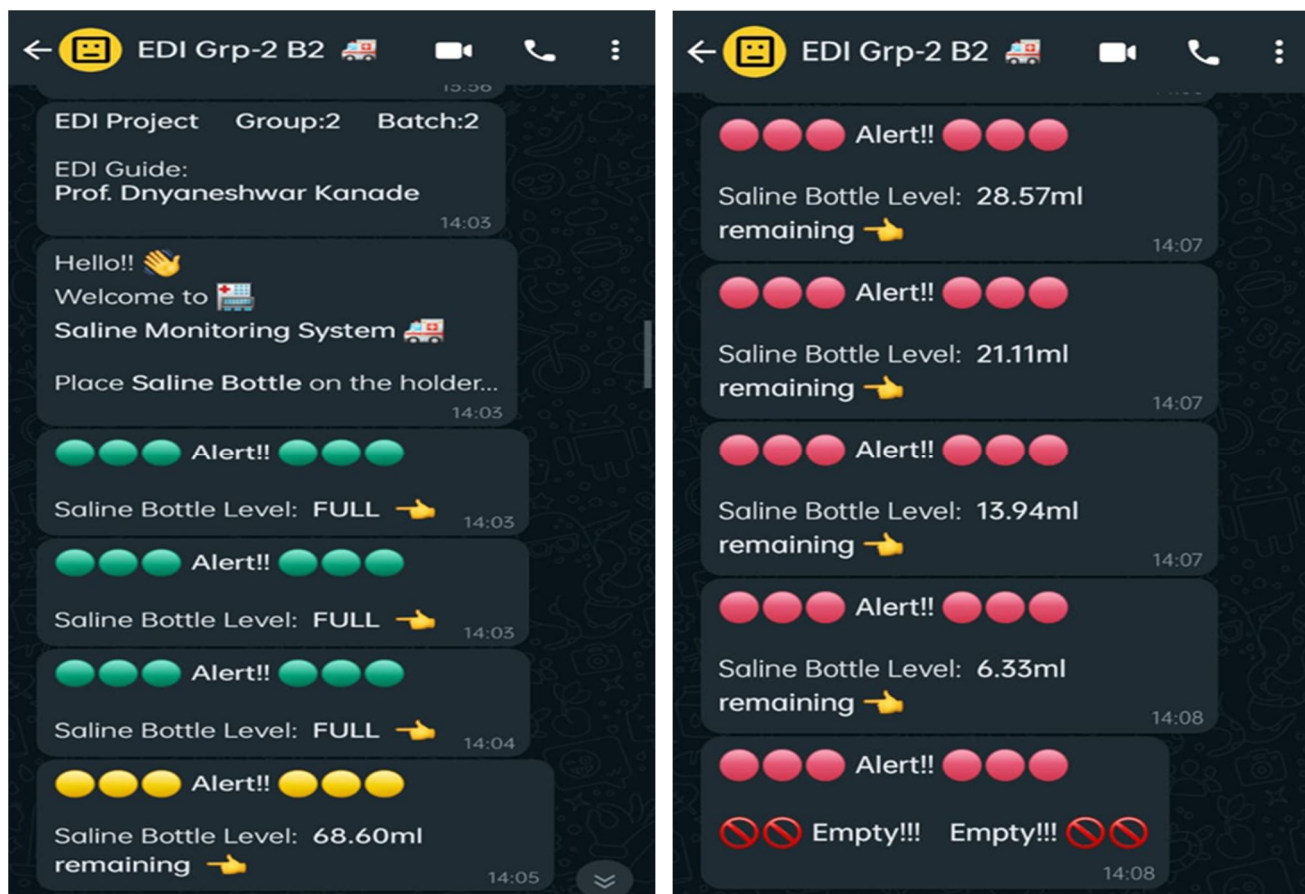 EDI Grp-2 B2
15:56
EDI Project Group:2 Batch:2
EDI Guide:
Prof. Dnyaneshwar Kanade
14:03
Hello!!
Welcome to
Saline Monitoring System
Place Saline Bottle on the holder...
14:03
Alert!!
Saline Bottle Level: FULL
14:03
Alert!!
Saline Bottle Level: FULL
14:03
Alert!!
Saline Bottle Level: FULL
14:04
Alert!!
Saline Bottle Level: 68.60ml
remaining
14:05
EDI Grp-2 B2
Alert!!
Saline Bottle Level: 28.57ml
remaining
14:07
Alert!!
Saline Bottle Level: 21.11ml
remaining
14:07
Alert!!
Saline Bottle Level: 13.94ml
remaining
14:07
Alert!!
Saline Bottle Level: 6.33ml
remaining
14:08
Alert!!
Empty!!! Empty!!!
14:08